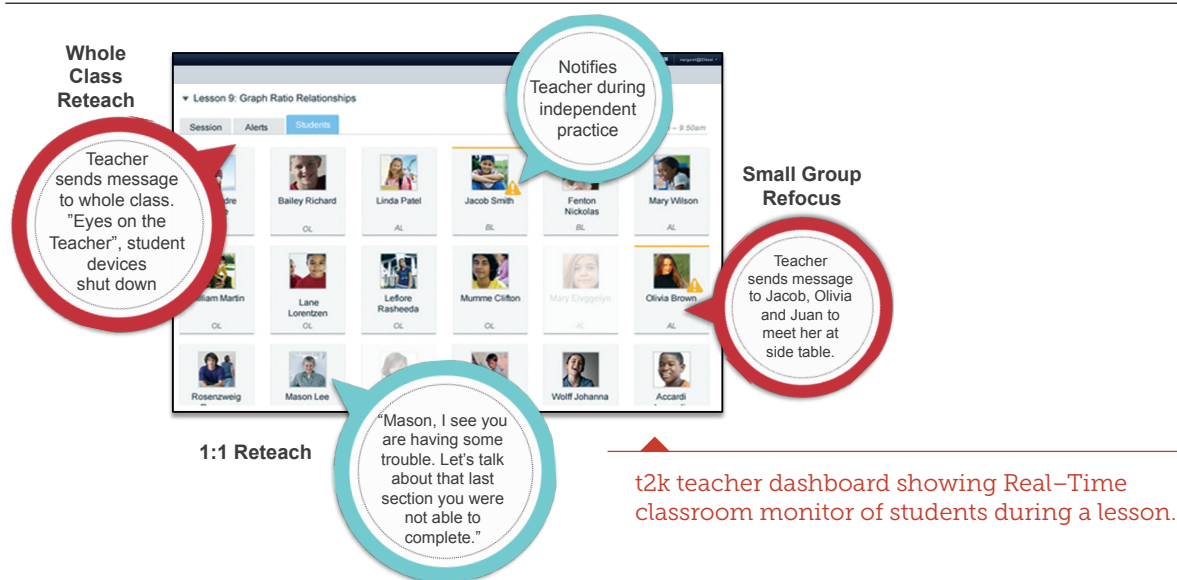 Whole
Class
Reteach
Teacher
sends message
to whole class.
"Eyes on the
Teacher", student
devices
shut down
Notifies
Teacher during
independent
practice
Lesson 9: Graph Ratio Relationships
Session Alerts Students
– 9:50am
Bailey Richard
OL
Linda Patel
AL
Jacob Smith
BL
Fenton
Nickolas
BL
Mary Wilson
AL
William Martin
OL
Lane
Lorentzen
OL
Leflore
Rasheeda
OL
Mumme Clifton
OL
Mary Elvggelyn
AL
Olivia Brown
AL
Rosenzweig
Mason Lee
Wolff Johanna
Accardi
Small Group
Refocus
Teacher
sends message
to Jacob, Olivia
and Juan to
meet her at
side table.
1:1 Reteach
"Mason, I see you
are having some
trouble. Let's talk
about that last
section you were
not able to
complete."
t2k teacher dashboard showing Real–Time
classroom monitor of students during a lesson.